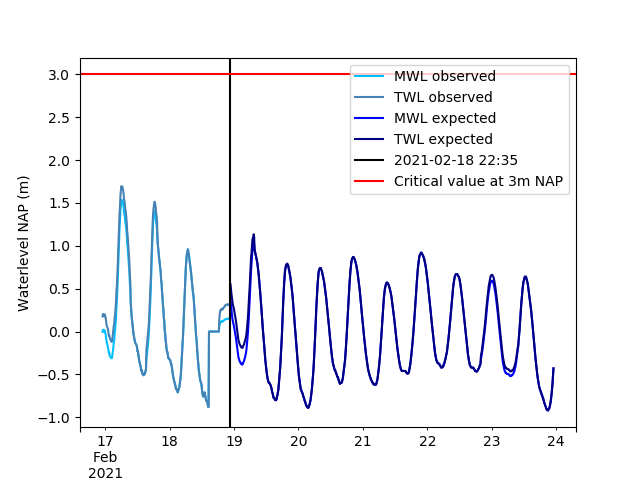 MWL observed
TWL observed
MWL expected
TWL expected
2021-02-18 22:35
Critical value at 3m NAP
Waterlevel NAP (m)
3.0
2.5
2.0
1.5
1.0
0.5
0.0
−0.5
−1.0
17 18 19 20 21 22 23 24
Feb
2021